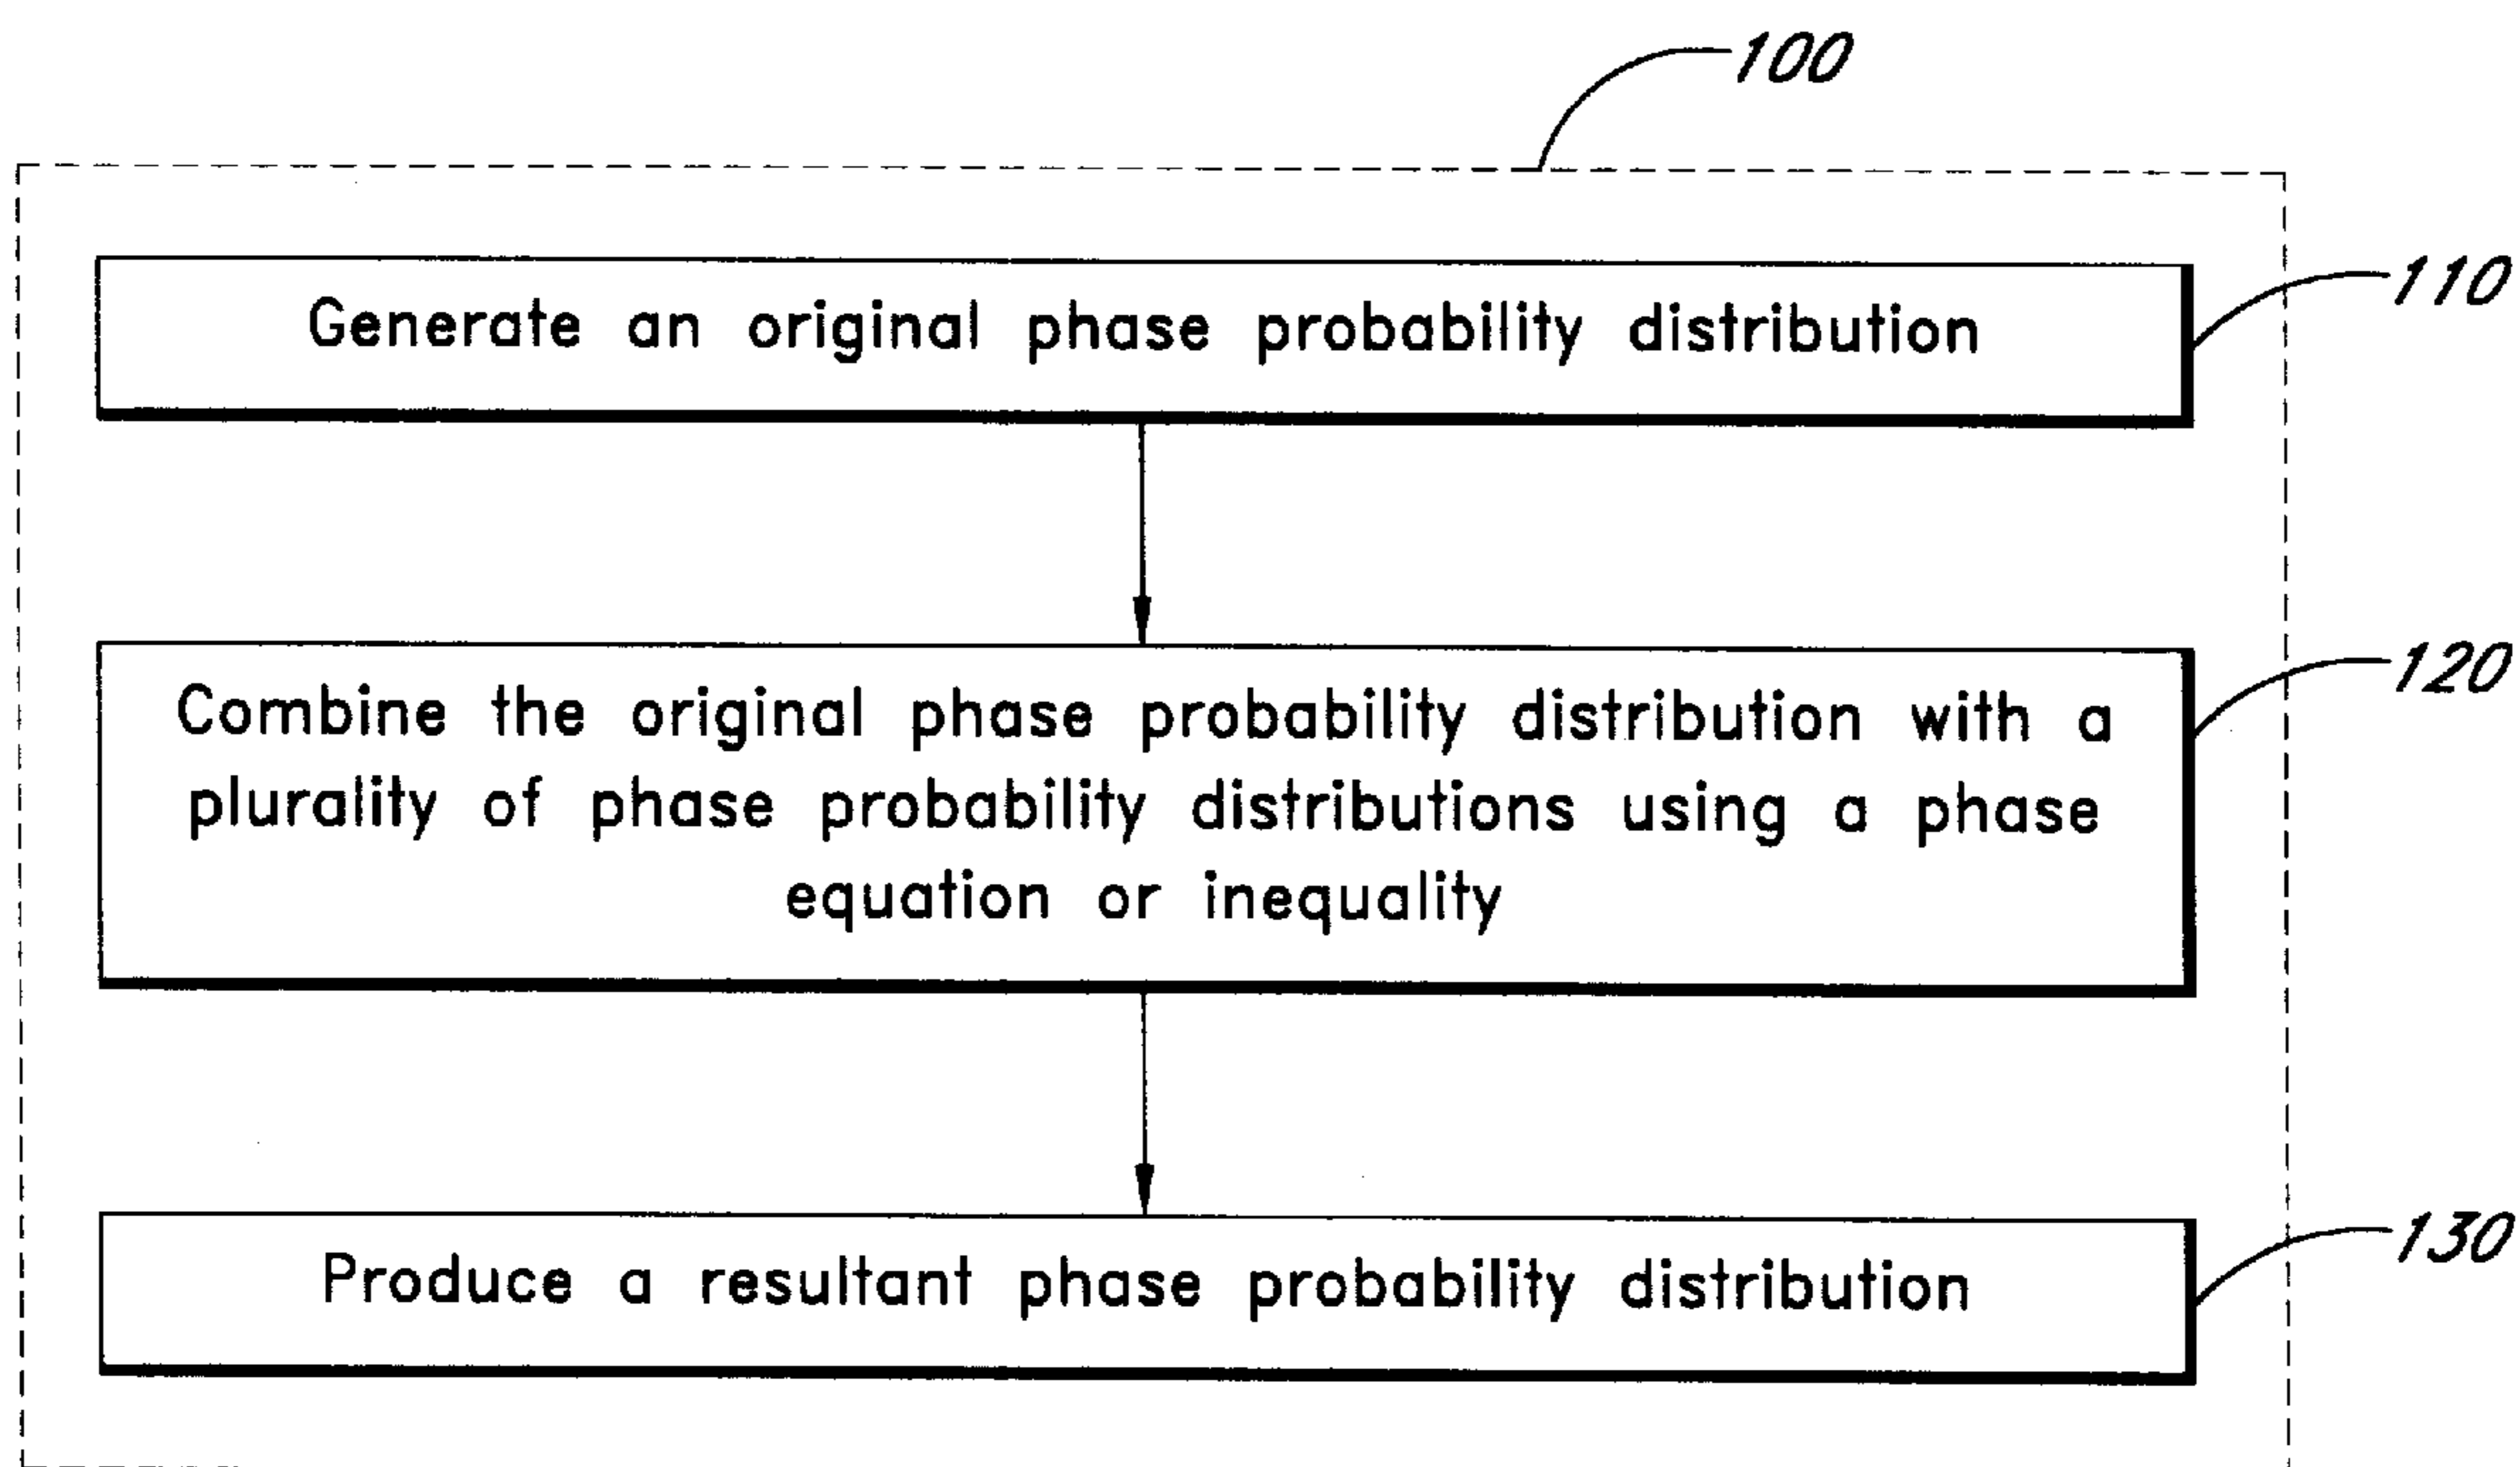 100
110
Generate an original phase probability distribution
120
Combine the original phase probability distribution with a
plurality of phase probability distributions using a phase
equation or inequality
130
Produce a resultant phase probability distribution